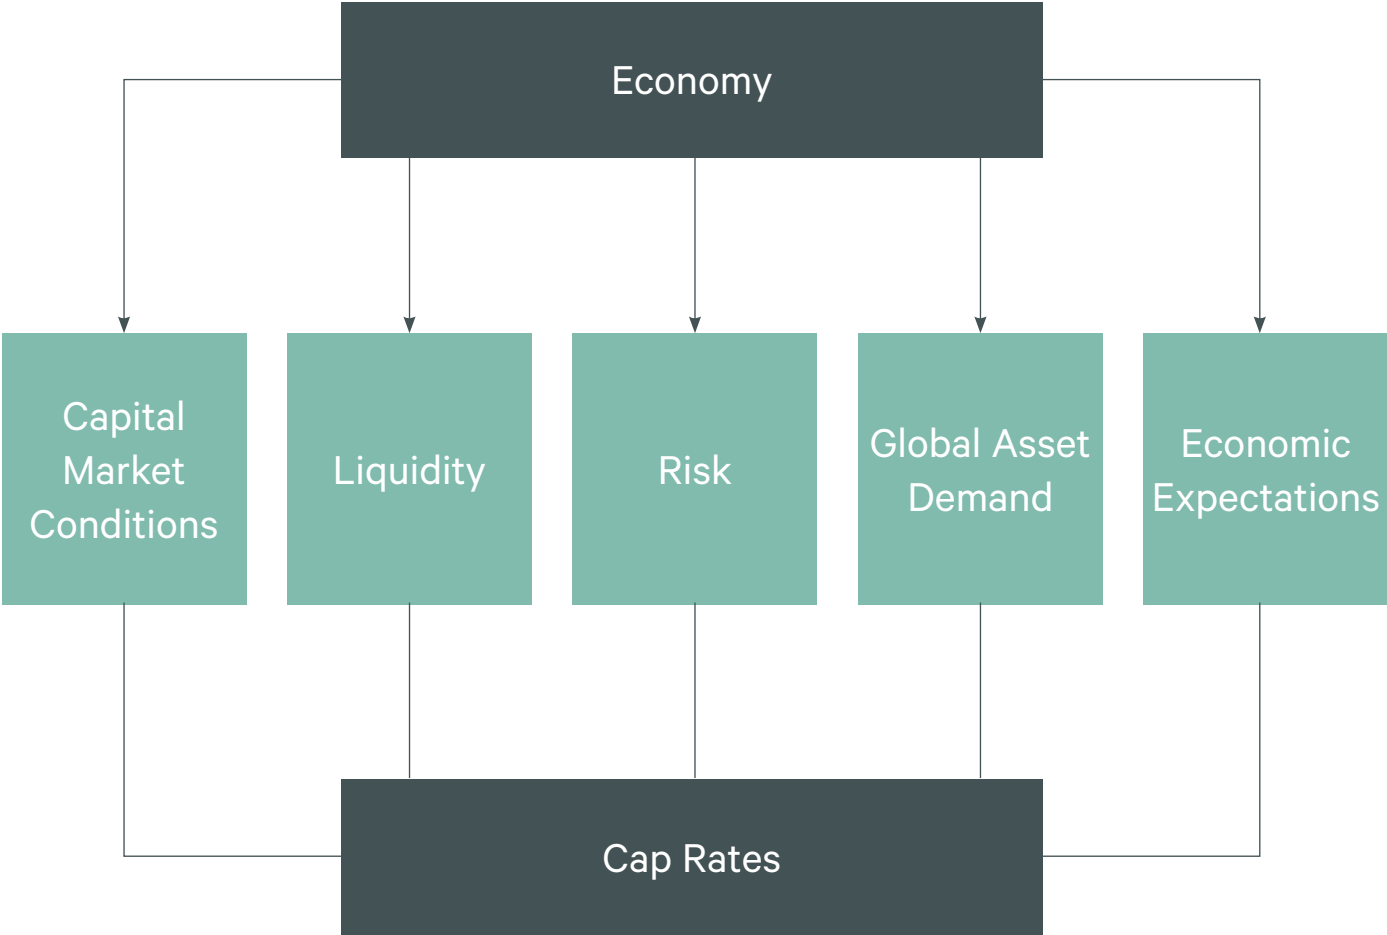 Economy
Capital
Market
Conditions
Liquidity
Risk
Global Asset
Demand
Economic
Expectations
Cap Rates